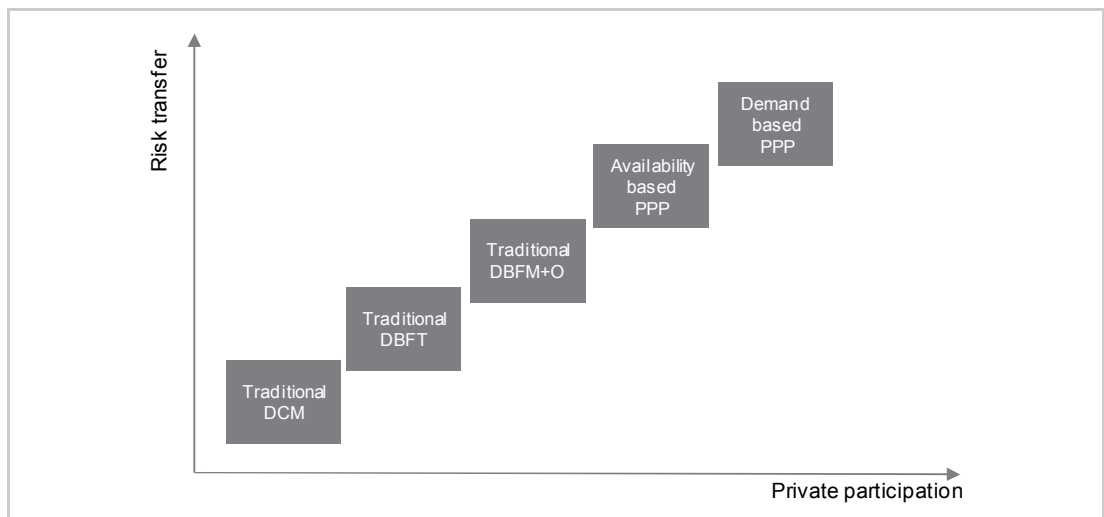 Risk transfer
Demand
based
PPP
Availability
based
PPP
Traditional
DBFM+O
Traditional
DBFT
Traditional
DCM
Private participation